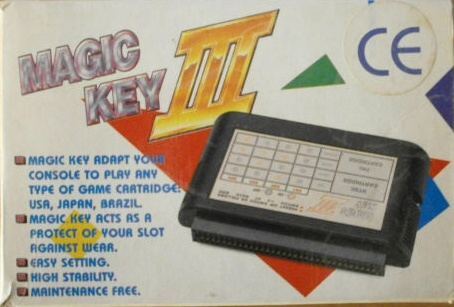 MAGIC
KEY III
CE
MAGIC KEY ADAPT YOUR
CONSOLE TO PLAY ANY
TYPE OF GAME CARTRIDGE:
USA, JAPAN, BRAZIL.
MAGIC KEY ACTS AS A
PROTECT OF YOUR SLOT
AGAINST WEAR.
EASY SETTING.
HIGH STABILITY.
MAINTENANCE FREE.